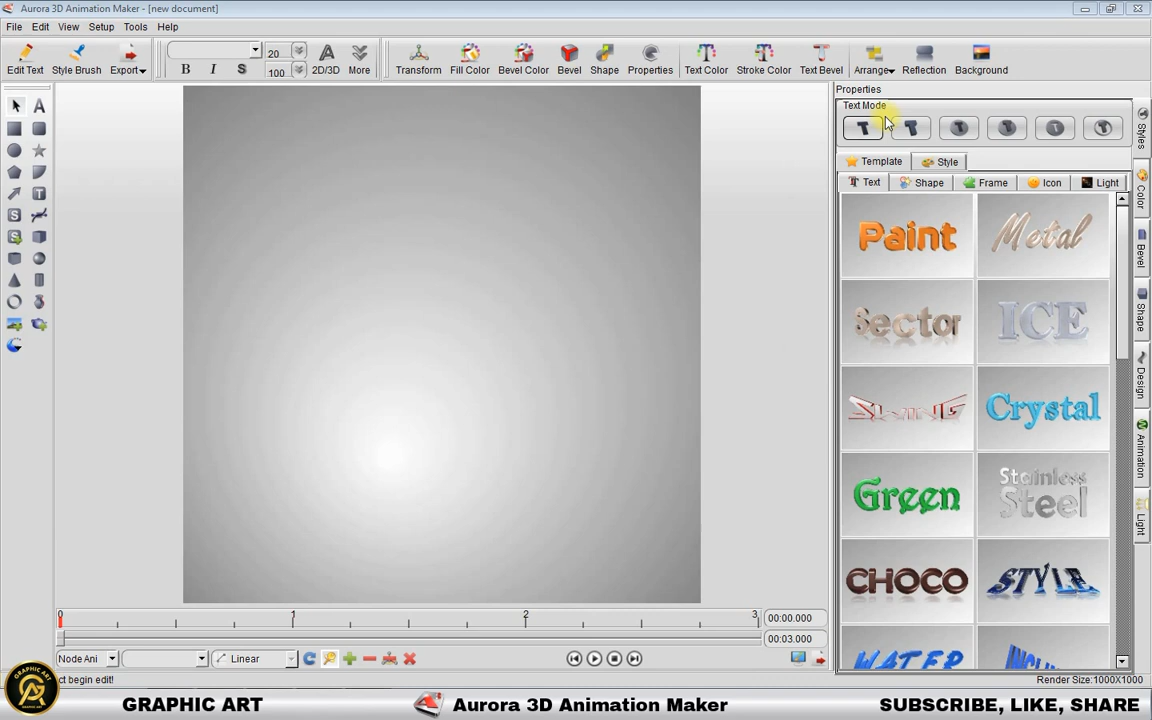 Aurora 3D Animation Maker - [new document]
File Edit View Setup Tools Help
20
100
B I S
Edit Text Style Brush Export 2D/3D More Transform Fill Color Bevel Color Bevel Shape Properties Text Color Stroke Color Text Bevel Arrange Reflection Background
Properties
Text Mode
Template Style
Text Shape Frame Icon Light
Paint Metal
Sector ICE
SWING Crystal
Green Stainless Steel
CHOCO STYLE
WATER
Styles
Color
Bevel
Shape
Design
Animation
Light
0 1 2 3
00:00.000
00:03.000
Node Ani Linear
ct begin edit!
Render Size:1000X1000
GRAPHIC ART
GRAPHIC ART
Aurora 3D Animation Maker
SUBSCRIBE, LIKE, SHARE